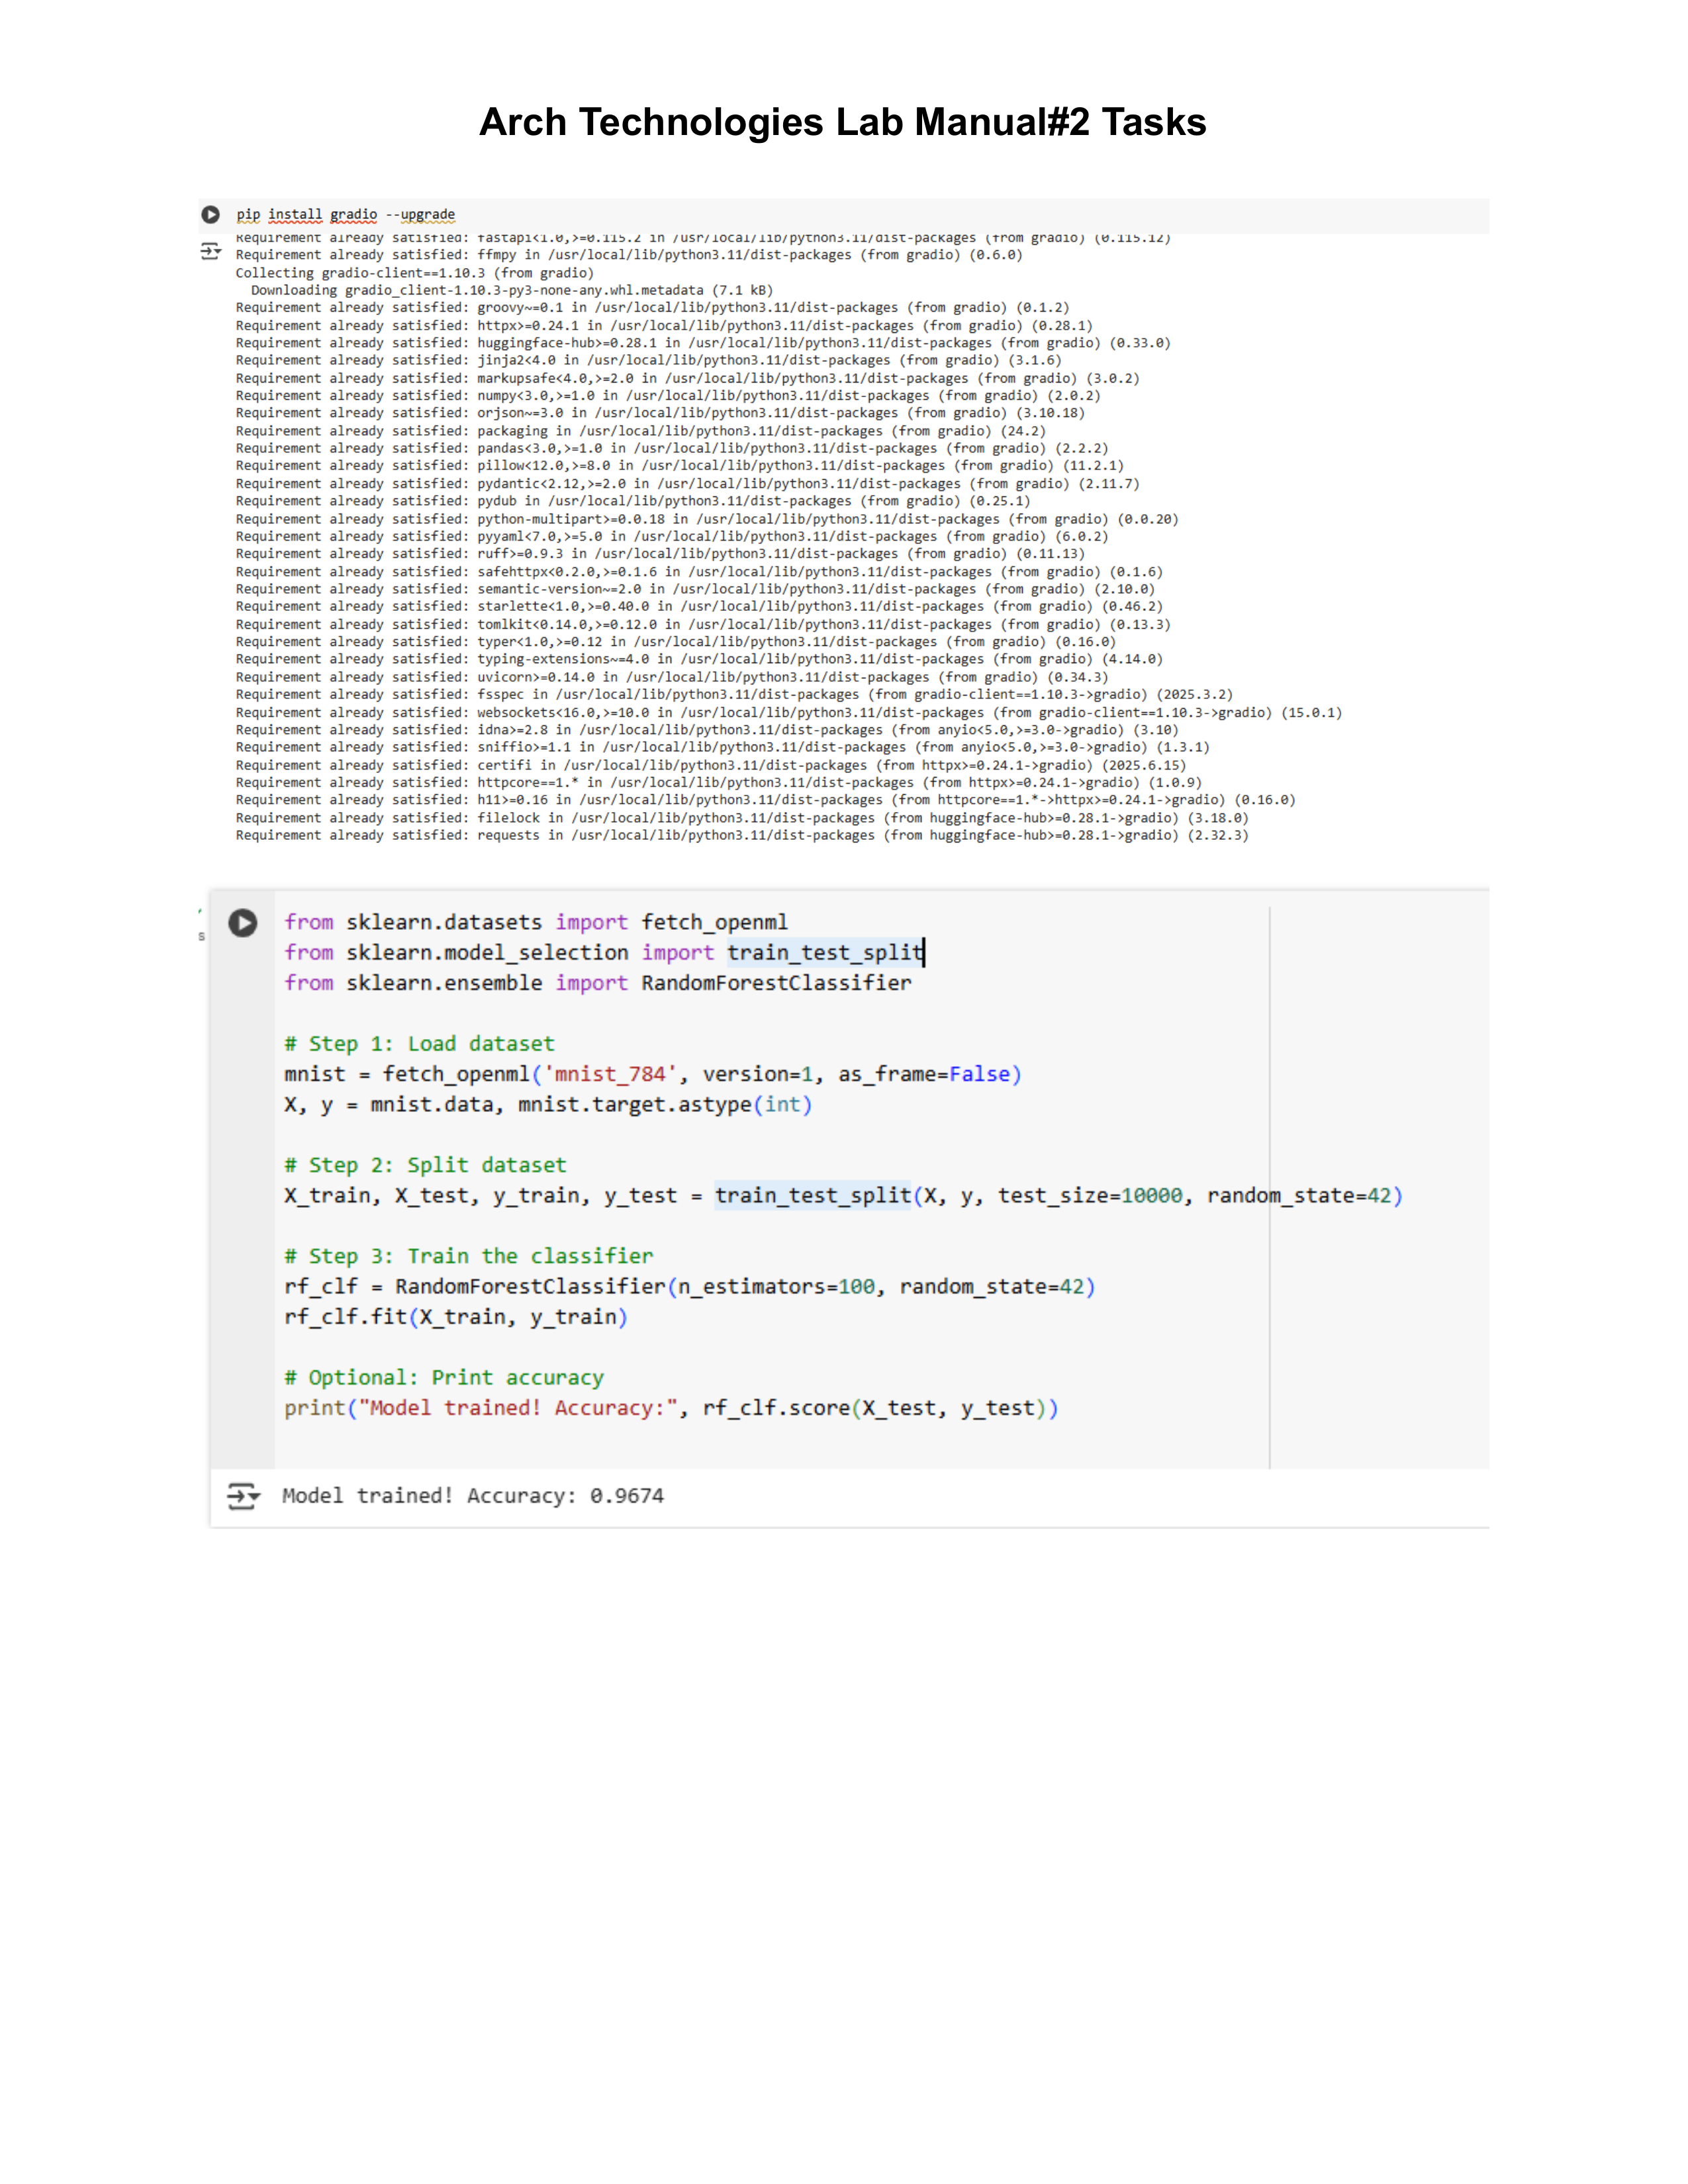 Arch Technologies Lab Manual#2 Tasks
pip install gradio --upgrade
Requirement already satisfied: fastapi<1.0,>=0.115.2 in /usr/local/lib/python3.11/dist-packages (from gradio) (0.115.12)
Requirement already satisfied: ffmpy in /usr/local/lib/python3.11/dist-packages (from gradio) (0.6.0)
Collecting gradio-client==1.10.3 (from gradio)
  Downloading gradio_client-1.10.3-py3-none-any.whl.metadata (7.1 kB)
Requirement already satisfied: groovy~=0.1 in /usr/local/lib/python3.11/dist-packages (from gradio) (0.1.2)
Requirement already satisfied: httpx>=0.24.1 in /usr/local/lib/python3.11/dist-packages (from gradio) (0.28.1)
Requirement already satisfied: huggingface-hub>=0.28.1 in /usr/local/lib/python3.11/dist-packages (from gradio) (0.33.0)
Requirement already satisfied: jinja2<4.0 in /usr/local/lib/python3.11/dist-packages (from gradio) (3.1.6)
Requirement already satisfied: markupsafe<4.0,>=2.0 in /usr/local/lib/python3.11/dist-packages (from gradio) (3.0.2)
Requirement already satisfied: numpy<3.0,>=1.0 in /usr/local/lib/python3.11/dist-packages (from gradio) (2.0.2)
Requirement already satisfied: orjson~=3.0 in /usr/local/lib/python3.11/dist-packages (from gradio) (3.10.18)
Requirement already satisfied: packaging in /usr/local/lib/python3.11/dist-packages (from gradio) (24.2)
Requirement already satisfied: pandas<3.0,>=1.0 in /usr/local/lib/python3.11/dist-packages (from gradio) (2.2.2)
Requirement already satisfied: pillow<12.0,>=8.0 in /usr/local/lib/python3.11/dist-packages (from gradio) (11.2.1)
Requirement already satisfied: pydantic<2.12,>=2.0 in /usr/local/lib/python3.11/dist-packages (from gradio) (2.11.7)
Requirement already satisfied: pydub in /usr/local/lib/python3.11/dist-packages (from gradio) (0.25.1)
Requirement already satisfied: python-multipart>=0.0.18 in /usr/local/lib/python3.11/dist-packages (from gradio) (0.0.20)
Requirement already satisfied: pyyaml<7.0,>=5.0 in /usr/local/lib/python3.11/dist-packages (from gradio) (6.0.2)
Requirement already satisfied: ruff>=0.9.3 in /usr/local/lib/python3.11/dist-packages (from gradio) (0.11.13)
Requirement already satisfied: safehttpx<0.2.0,>=0.1.6 in /usr/local/lib/python3.11/dist-packages (from gradio) (0.1.6)
Requirement already satisfied: semantic-version~=2.0 in /usr/local/lib/python3.11/dist-packages (from gradio) (2.10.0)
Requirement already satisfied: starlette<1.0,>=0.40.0 in /usr/local/lib/python3.11/dist-packages (from gradio) (0.46.2)
Requirement already satisfied: tomlkit<0.14.0,>=0.12.0 in /usr/local/lib/python3.11/dist-packages (from gradio) (0.13.3)
Requirement already satisfied: typer<1.0,>=0.12 in /usr/local/lib/python3.11/dist-packages (from gradio) (0.16.0)
Requirement already satisfied: typing-extensions~=4.0 in /usr/local/lib/python3.11/dist-packages (from gradio) (4.14.0)
Requirement already satisfied: uvicorn>=0.14.0 in /usr/local/lib/python3.11/dist-packages (from gradio) (0.34.3)
Requirement already satisfied: fsspec in /usr/local/lib/python3.11/dist-packages (from gradio-client==1.10.3->gradio) (2025.3.2)
Requirement already satisfied: websockets<16.0,>=10.0 in /usr/local/lib/python3.11/dist-packages (from gradio-client==1.10.3->gradio) (15.0.1)
Requirement already satisfied: idna>=2.8 in /usr/local/lib/python3.11/dist-packages (from anyio<5.0,>=3.0->gradio) (3.10)
Requirement already satisfied: sniffio>=1.1 in /usr/local/lib/python3.11/dist-packages (from anyio<5.0,>=3.0->gradio) (1.3.1)
Requirement already satisfied: certifi in /usr/local/lib/python3.11/dist-packages (from httpx>=0.24.1->gradio) (2025.6.15)
Requirement already satisfied: httpcore==1.* in /usr/local/lib/python3.11/dist-packages (from httpx>=0.24.1->gradio) (1.0.9)
Requirement already satisfied: h11>=0.16 in /usr/local/lib/python3.11/dist-packages (from httpcore==1.*->httpx>=0.24.1->gradio) (0.16.0)
Requirement already satisfied: filelock in /usr/local/lib/python3.11/dist-packages (from huggingface-hub>=0.28.1->gradio) (3.18.0)
Requirement already satisfied: requests in /usr/local/lib/python3.11/dist-packages (from huggingface-hub>=0.28.1->gradio) (2.32.3)
s
from sklearn.datasets import fetch_openml
from sklearn.model_selection import train_test_split
from sklearn.ensemble import RandomForestClassifier
# Step 1: Load dataset
mnist = fetch_openml('mnist_784', version=1, as_frame=False)
X, y = mnist.data, mnist.target.astype(int)
# Step 2: Split dataset
X_train, X_test, y_train, y_test = train_test_split(X, y, test_size=10000, random_state=42)
# Step 3: Train the classifier
rf_clf = RandomForestClassifier(n_estimators=100, random_state=42)
rf_clf.fit(X_train, y_train)
# Optional: Print accuracy
print("Model trained! Accuracy:", rf_clf.score(X_test, y_test))
Model trained! Accuracy: 0.9674